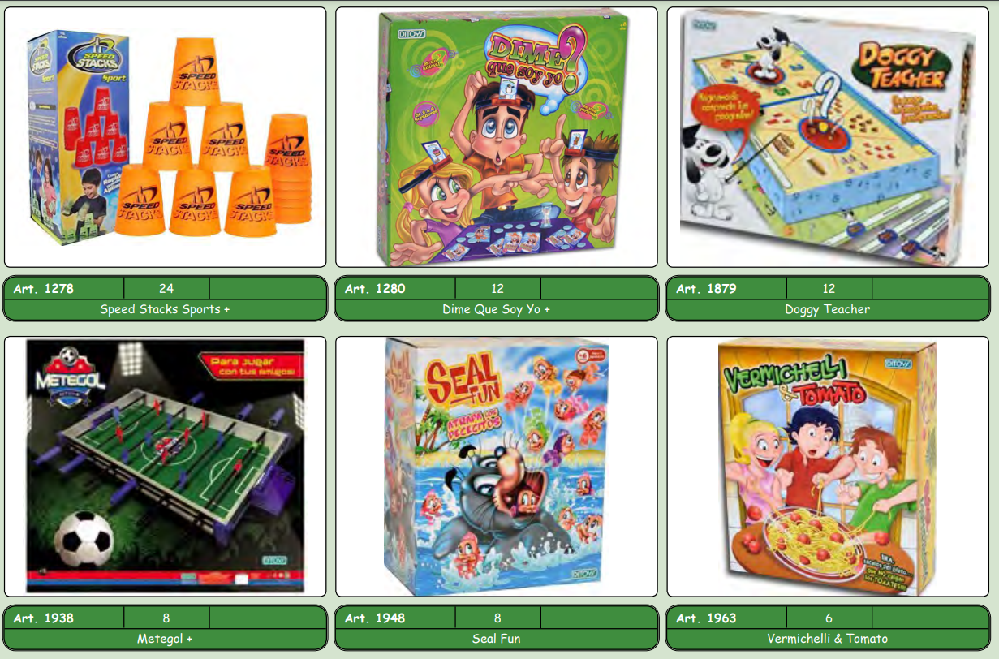 SPEED
STACKS
Sport
SPEED
STACKS
SPEED
STACKS
SPEED
STACKS
SPEED
STACKS
SPEED
STACKS
SPEED
STACKS
SPEED
STACKS
DITOYS
DIME
que soy yo?
DITOYS
DOGGY
TEACHER
Art. 1278 24
Speed Stacks Sports +
Art. 1280 12
Dime Que Soy Yo +
Art. 1879 12
Doggy Teacher
METEGOL
Para jugar
con tus amigos!
DITOYS
SEAL
FUN
ATRAPA LOS
PECECITOS
DITOYS
VERMICHELLI
& TOMATO
DITOYS
Art. 1938 8
Metegol +
Art. 1948 8
Seal Fun
Art. 1963 6
Vermichelli & Tomato